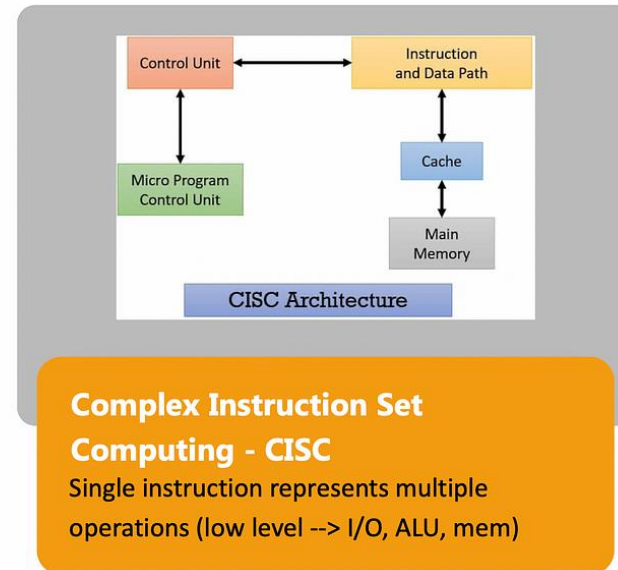 Control Unit
Instruction
and Data Path
Micro Program
Control Unit
Cache
Main
Memory
CISC Architecture
Complex Instruction Set
Computing - CISC
Single instruction represents multiple
operations (low level --> I/O, ALU, mem)